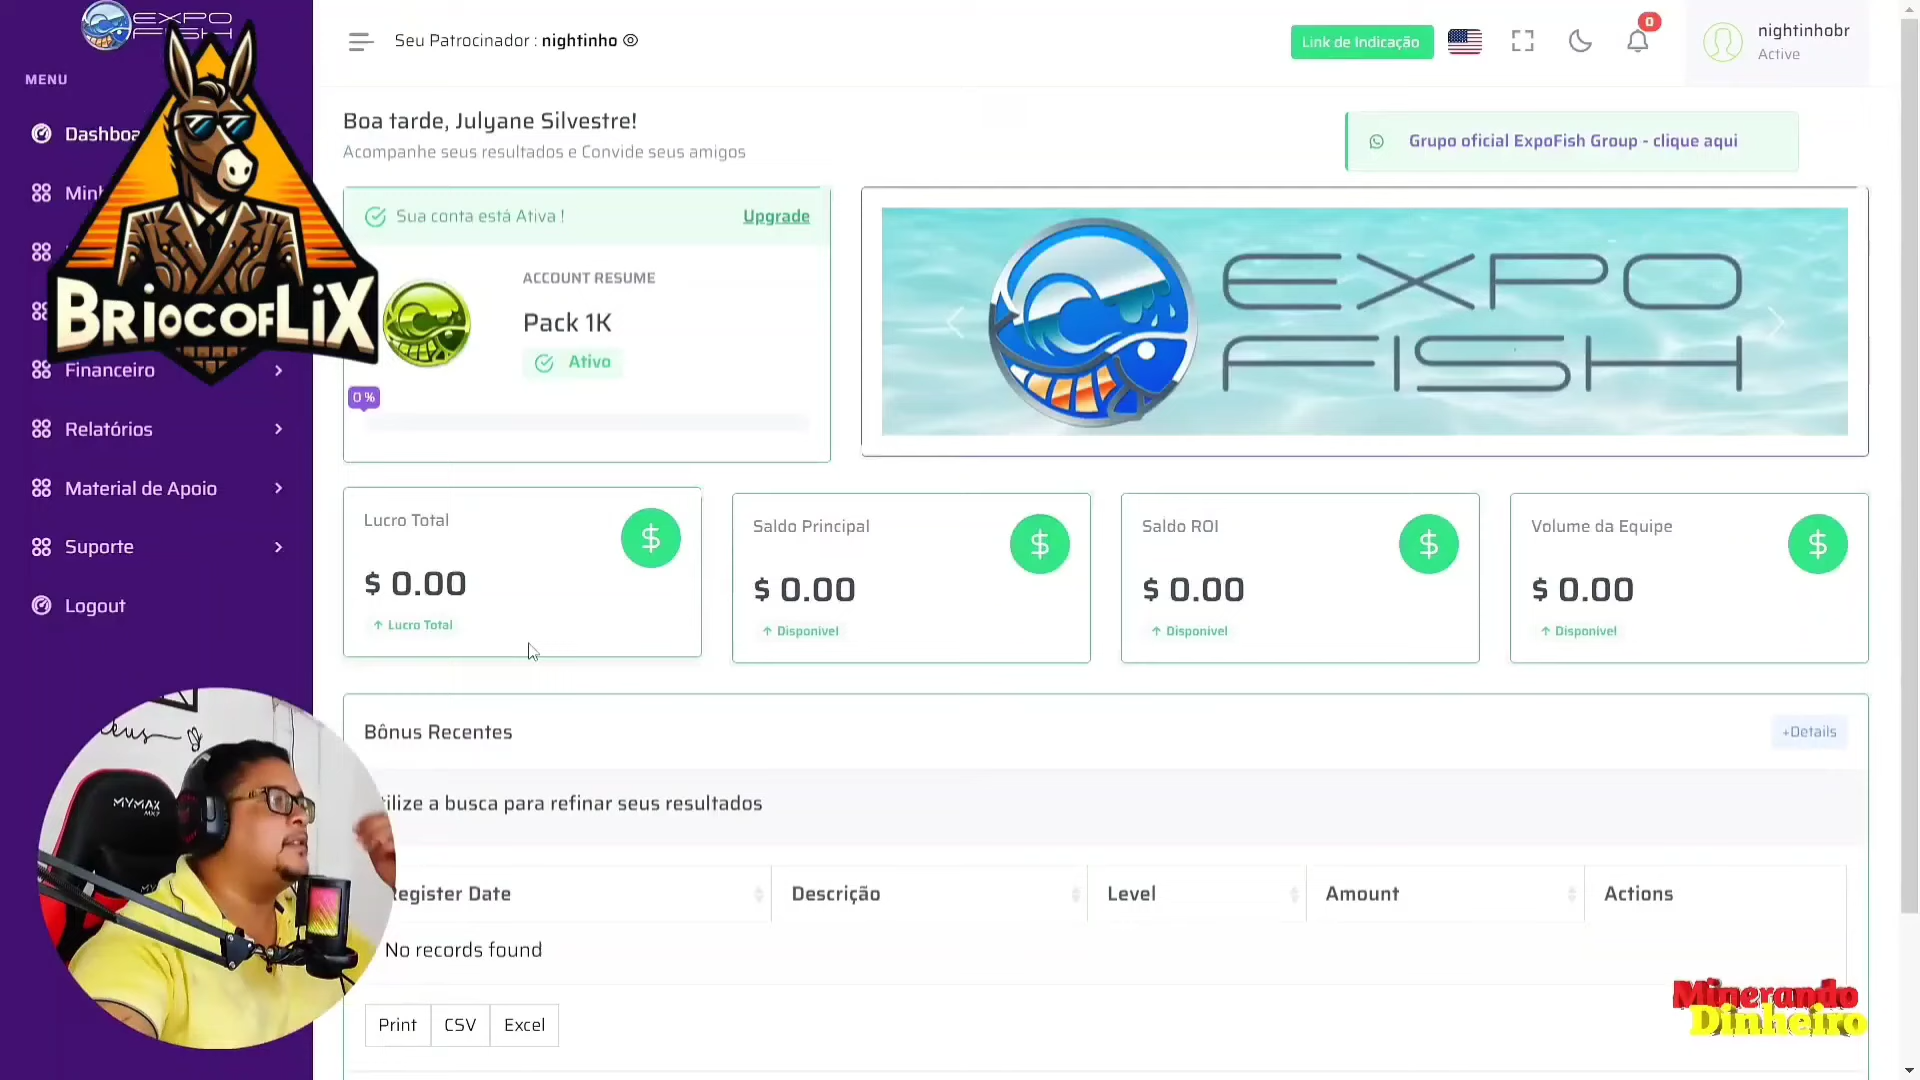 EXPO
FISH
MENU
Seu Patrocinador : nightinho
Link de Indicação
0
nightinhobr
Active
Dashboa
Minh
Financeiro
Relatórios
Material de Apoio
Suporte
Logout
BRIOCOFLIX
Boa tarde, Julyane Silvestre!
Acompanhe seus resultados e Convide seus amigos
Grupo oficial ExpoFish Group - clique aqui
Sua conta está Ativa !
Upgrade
ACCOUNT RESUME
Pack 1K
Ativo
0 %
EXPO
FISH
Lucro Total
$ 0.00
Lucro Total
Saldo Principal
$ 0.00
Disponivel
Saldo ROI
$ 0.00
Disponivel
Volume da Equipe
$ 0.00
Disponivel
Bônus Recentes
+Details
tilize a busca para refinar seus resultados
Register Date
Descrição
Level
Amount
Actions
No records found
Print
CSV
Excel
MYMAX
MX7
Minerando
Dinheiro